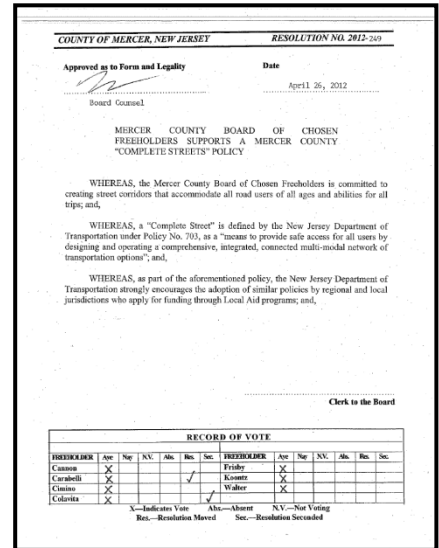 COUNTY OF MERCER, NEW JERSEY RESOLUTION NO. 2012-249
Approved as to Form and Legality Date
April 26, 2012
Board Counsel
MERCER COUNTY BOARD OF CHOSEN
FREEHOLDERS SUPPORTS A MERCER COUNTY
"COMPLETE STREETS" POLICY
WHEREAS, the Mercer County Board of Chosen Freeholders is committed to
creating street corridors that accommodate all road users of all ages and abilities for all
trips; and,
WHEREAS, a "Complete Street" is defined by the New Jersey Department of
Transportation under Policy No. 703, as a "means to provide safe access for all users by
designing and operating a comprehensive, integrated, connected multi-modal network of
transportation options"; and,
WHEREAS, as part of the aforementioned policy, the New Jersey Department of
Transportation strongly encourages the adoption of similar policies by regional and local
jurisdictions who apply for funding through Local Aid programs; and,
Clerk to the Board
RECORD OF VOTE
FREEHOLDER Aye Nay N.V. Abs. Res. Sec. FREEHOLDER Aye Nay N.V. Abs. Res. Sec.
Cannon X Frisby X
Carabelli X ✓ Koontz X
Cimino X Walter X
Colavita X ✓
X—Indicates Vote Abs.—Absent N.V.—Not Voting
Res.—Resolution Moved Sec.—Resolution Seconded